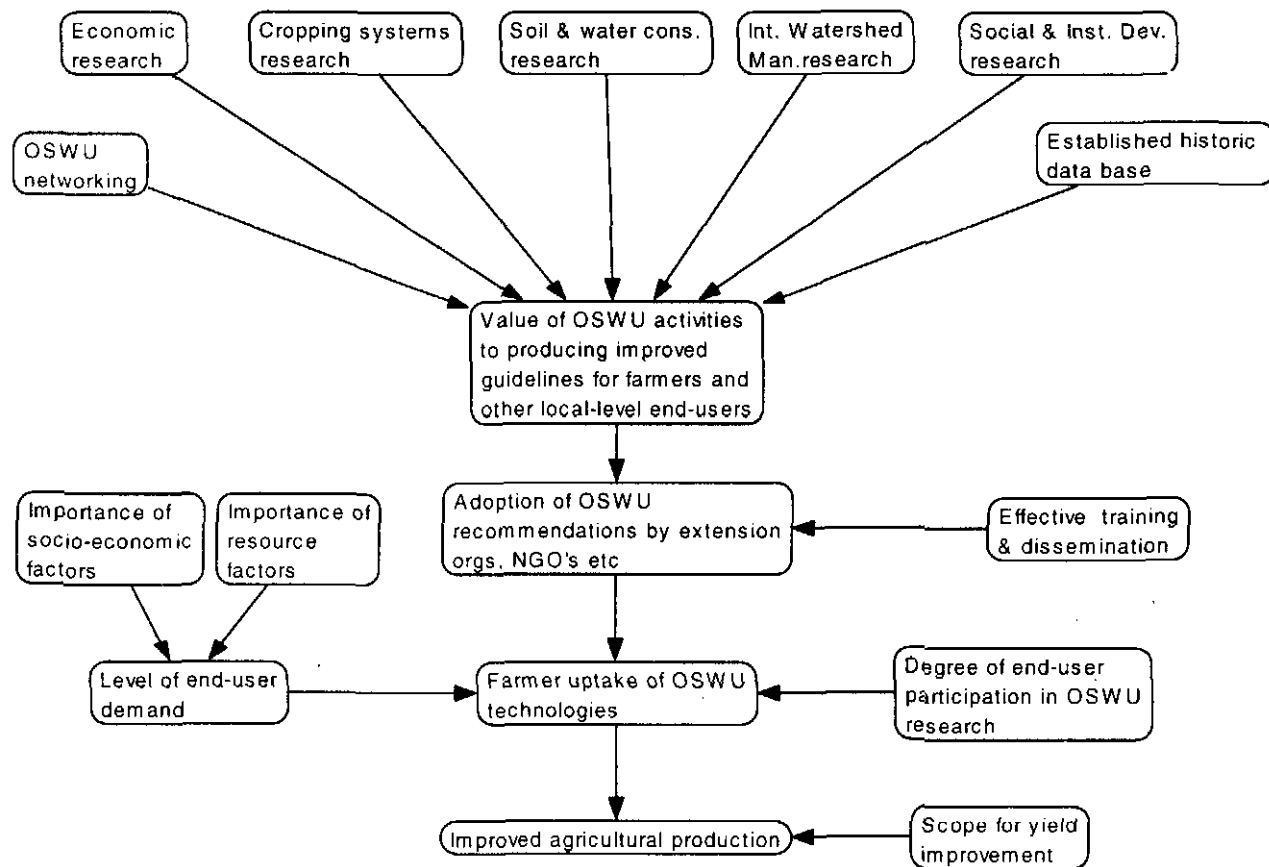 Economic
research
Cropping systems
research
Soil & water cons.
research
Int. Watershed
Man.research
Social & Inst. Dev.
research
OSWU
networking
Established historic
data base
Value of OSWU activities
to producing improved
guidelines for farmers and
other local-level end-users
Importance of
socio-economic
factors
Importance of
resource
factors
Adoption of OSWU
recommendations by extension
orgs, NGO's etc
Effective training
& dissemination
Level of end-user
demand
Farmer uptake of OSWU
technologies
Degree of end-user
participation in OSWU
research
Improved agricultural production
Scope for yield
improvement